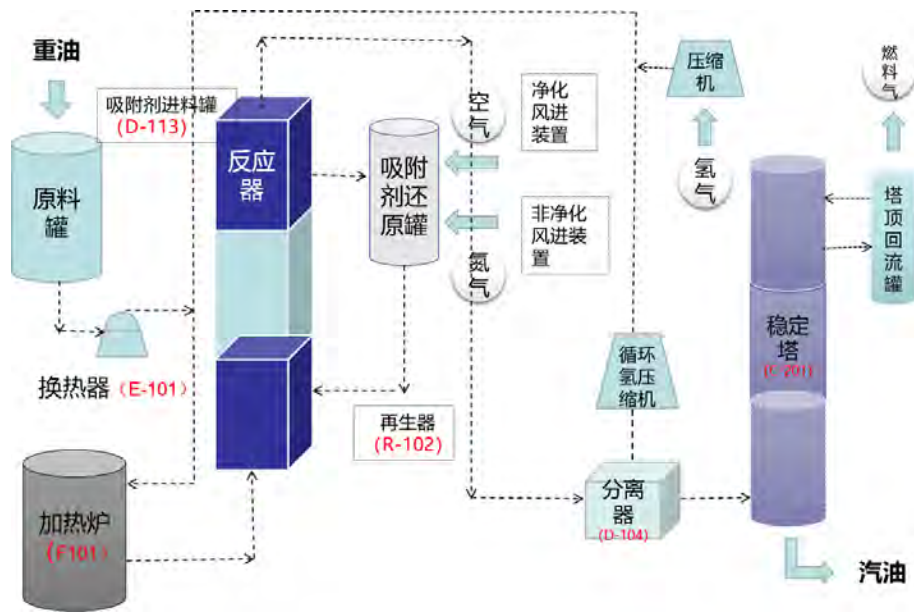 重油
吸附剂进料罐
(D-113)
原料
罐
反应
器
吸附
剂还
原罐
空
气
净化
风进
装置
非净化
风进装
置
氮
气
压缩
机
氢
气
燃
料
气
塔
顶
回
流
罐
稳定
塔
(C-201)
循环
氢压
缩机
换热器（E-101）
再生器
(R-102)
加热炉
（F101）
分离
器
(D-104)
汽油